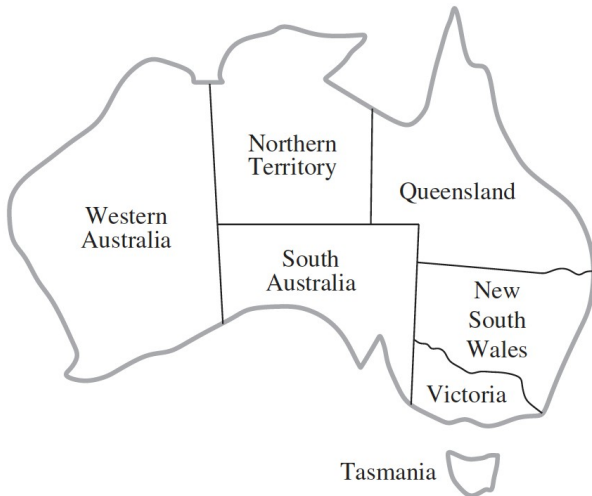 Northern
Territory
Western
Australia
Queensland
South
Australia
New
South
Wales
Victoria
Tasmania